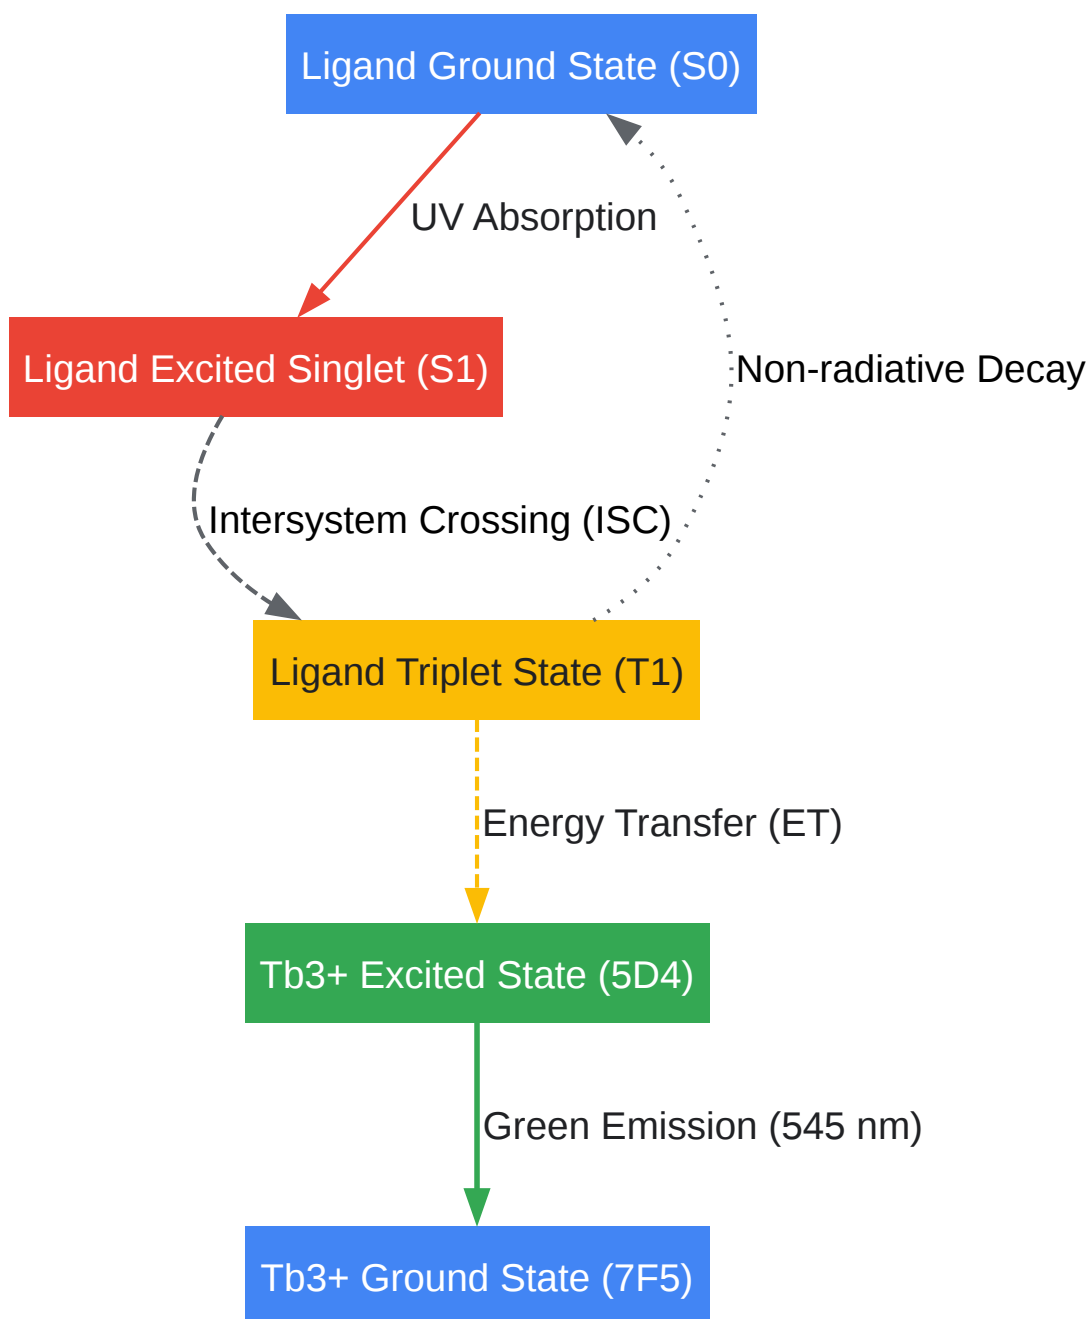 Ligand Ground State (S0)
UV Absorption
Ligand Excited Singlet (S1)
Non-radiative Decay
Intersystem Crossing (ISC)
Ligand Triplet State (T1)
Energy Transfer (ET)
Tb3+ Excited State (5D4)
Green Emission (545 nm)
Tb3+ Ground State (7F5)